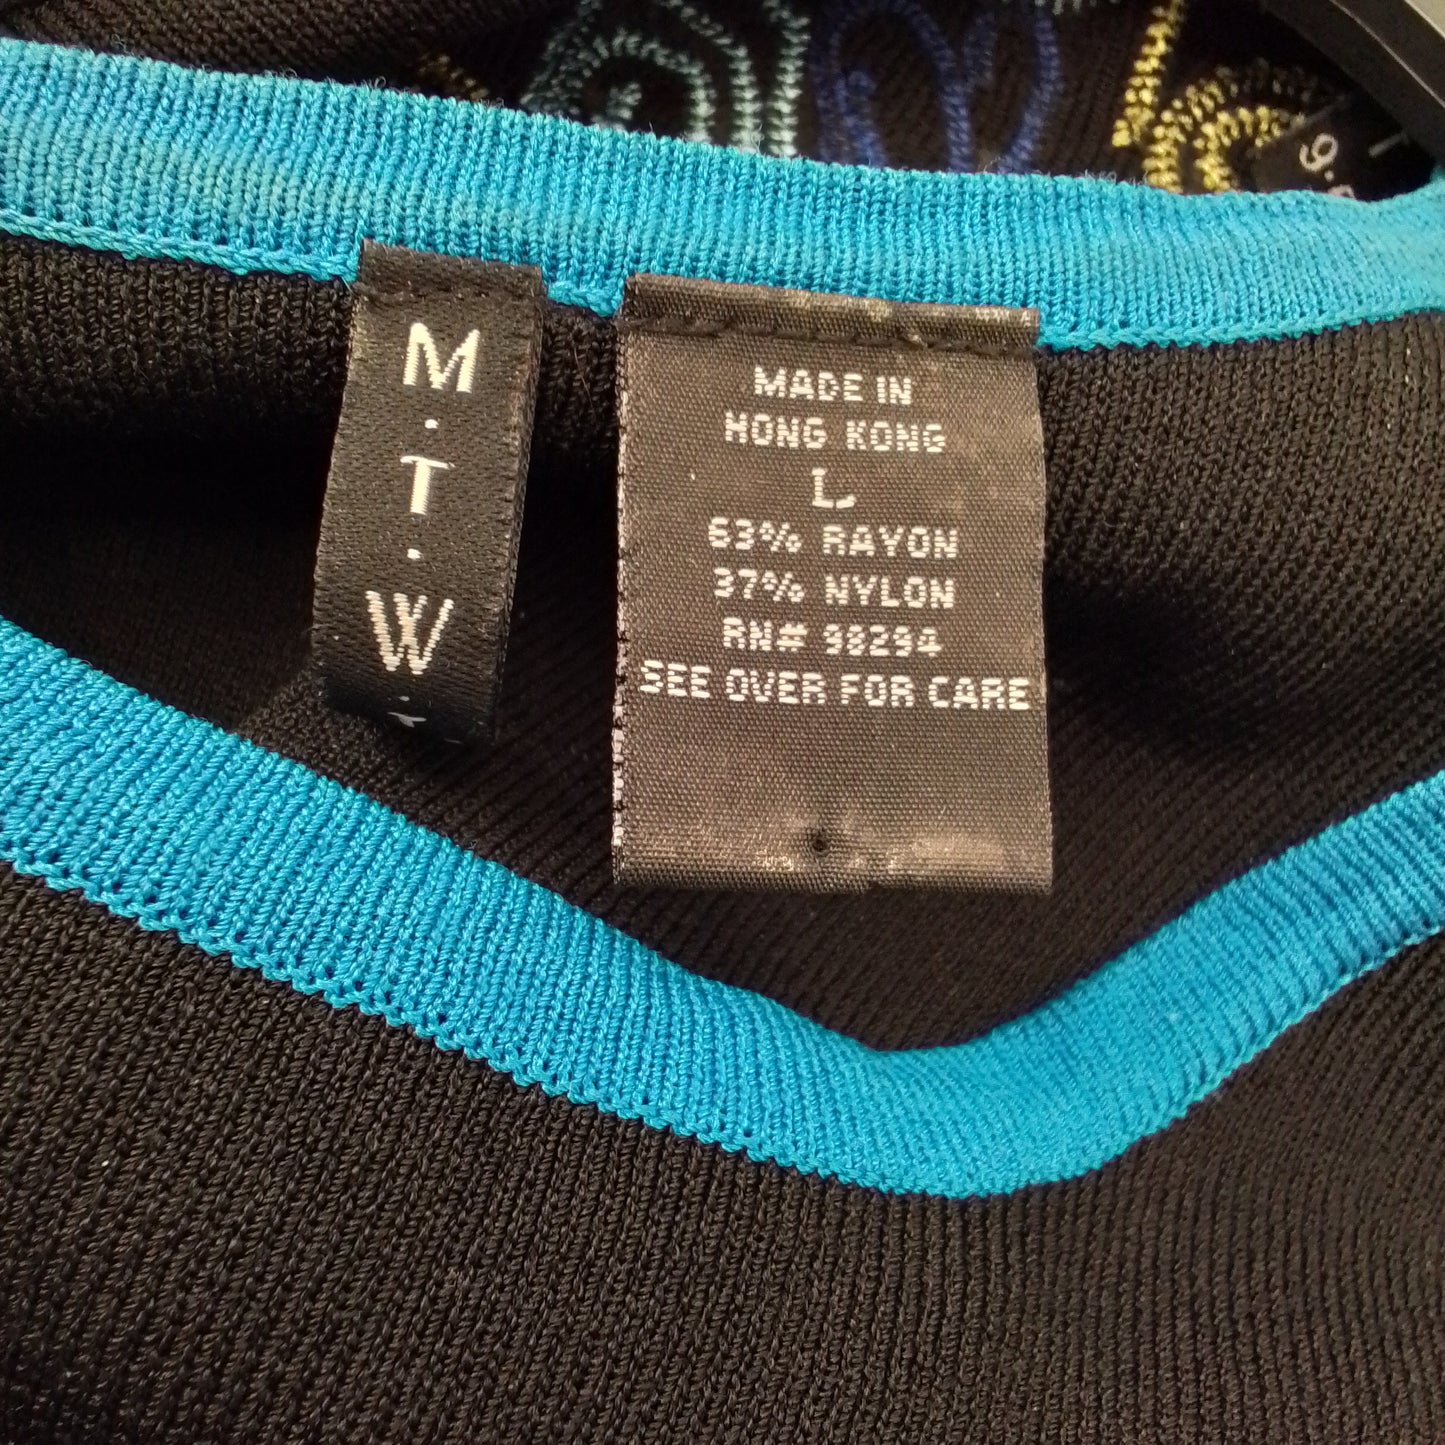 M
·
T
·
W
·
MADE IN
HONG KONG
L
63% RAYON
37% NYLON
RN# 98294
SEE OVER FOR CARE